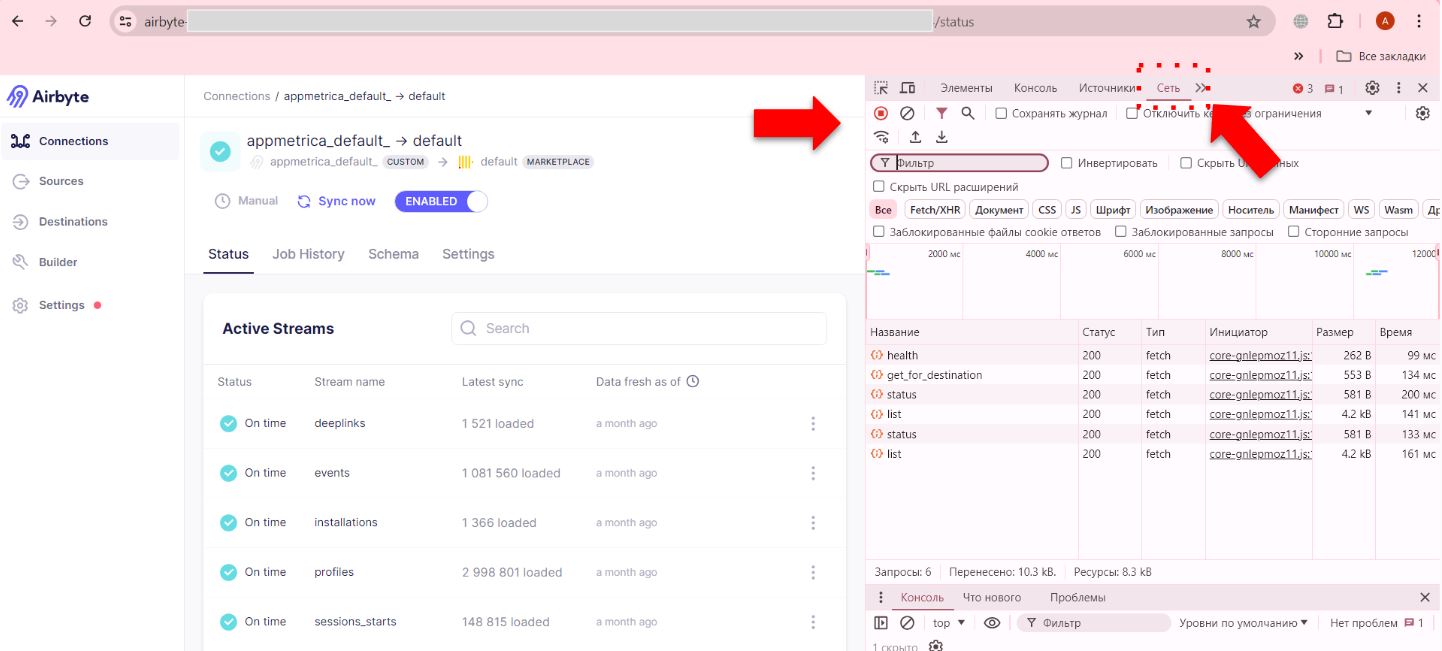 airbyte- /status
A
Все закладки
Airbyte
Connections
Sources
Destinations
Builder
Settings
Connections / appmetrica_default_ → default
appmetrica_default_ → default
appmetrica_default_ CUSTOM → default MARKETPLACE
Manual Sync now ENABLED
Status Job History Schema Settings
Active Streams Search
Status Stream name Latest sync Data fresh as of
On time deeplinks 1 521 loaded a month ago
On time events 1 081 560 loaded a month ago
On time installations 1 366 loaded a month ago
On time profiles 2 998 801 loaded a month ago
On time sessions_starts 148 815 loaded a month ago
Элементы Консоль Источники Сеть 3 1
Сохранять журнал Отключить ограничения
Фильтр Инвертировать Скрыть
Скрыть URL расширений
Все Fetch/XHR Документ CSS JS Шрифт Изображение Носитель Манифест WS Wasm
Заблокированные файлы cookie ответов Заблокированные запросы Сторонние запросы
2000 мс 4000 мс 6000 мс 8000 мс 10000 мс 12000
Название Статус Тип Инициатор Размер Время
health 200 fetch core-gnlepmoz11.js: 262 B 99 мс
get_for_destination 200 fetch core-gnlepmoz11.js: 553 B 134 мс
status 200 fetch core-gnlepmoz11.js: 581 B 200 мс
list 200 fetch core-gnlepmoz11.js: 4.2 kB 141 мс
status 200 fetch core-gnlepmoz11.js: 581 B 133 мс
list 200 fetch core-gnlepmoz11.js: 4.2 kB 161 мс
Запросы: 6 Перенесено: 10.3 kB. Ресурсы: 8.3 kB
Консоль Что нового Проблемы
top Фильтр Уровни по умолчанию Нет проблем 1
1 скрыто